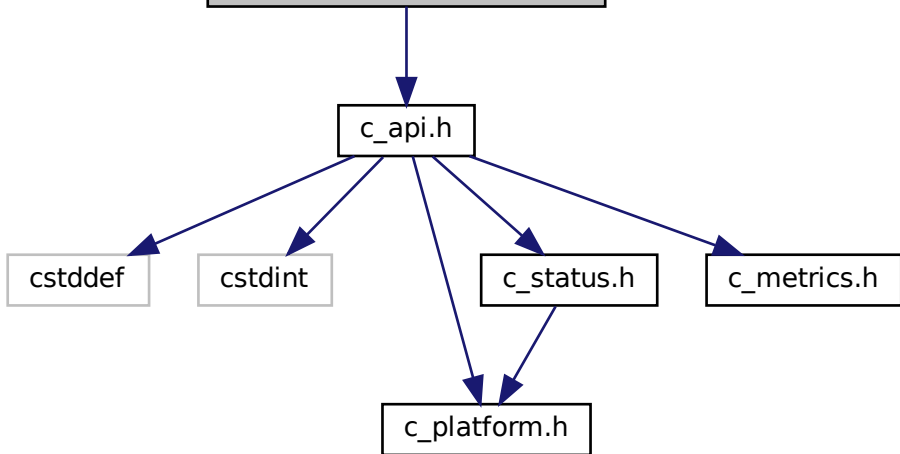 c_api.h
cstddef
cstdint
c_status.h
c_metrics.h
c_platform.h